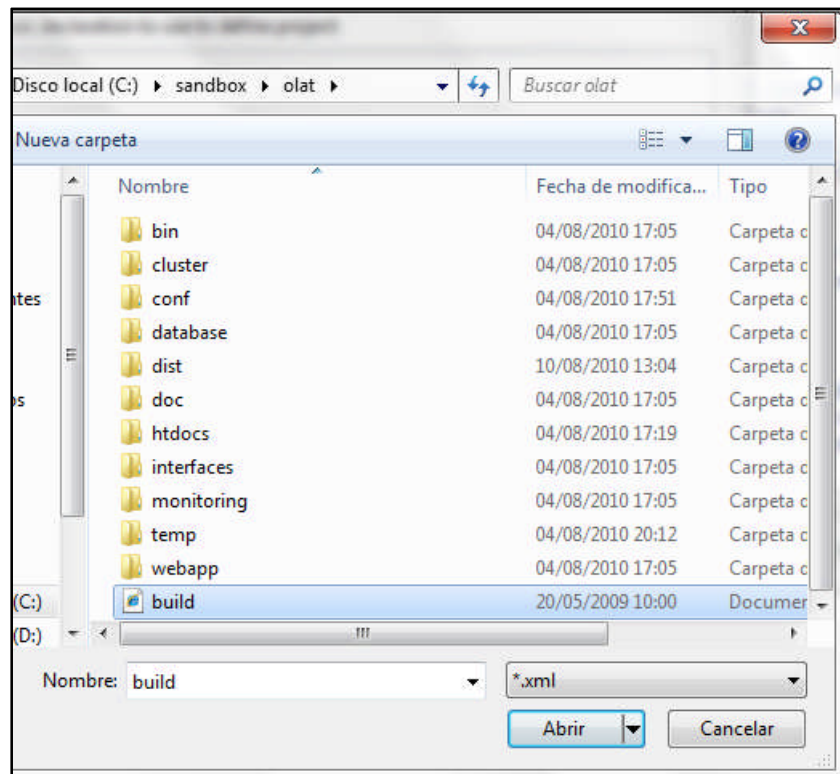 Disco local (C:) sandbox olat Buscar olat
Nueva carpeta
Nombre Fecha de modifica... Tipo
bin 04/08/2010 17:05 Carpeta c
cluster 04/08/2010 17:05 Carpeta c
ntes conf 04/08/2010 17:51 Carpeta c
database 04/08/2010 17:05 Carpeta c
dist 10/08/2010 13:04 Carpeta c
os doc 04/08/2010 17:05 Carpeta c
htdocs 04/08/2010 17:19 Carpeta c
interfaces 04/08/2010 17:05 Carpeta c
monitoring 04/08/2010 17:05 Carpeta c
temp 04/08/2010 20:12 Carpeta c
webapp 04/08/2010 17:05 Carpeta c
(C:) build 20/05/2009 10:00 Documer
(D:)
Nombre: build *.xml
Abrir Cancelar